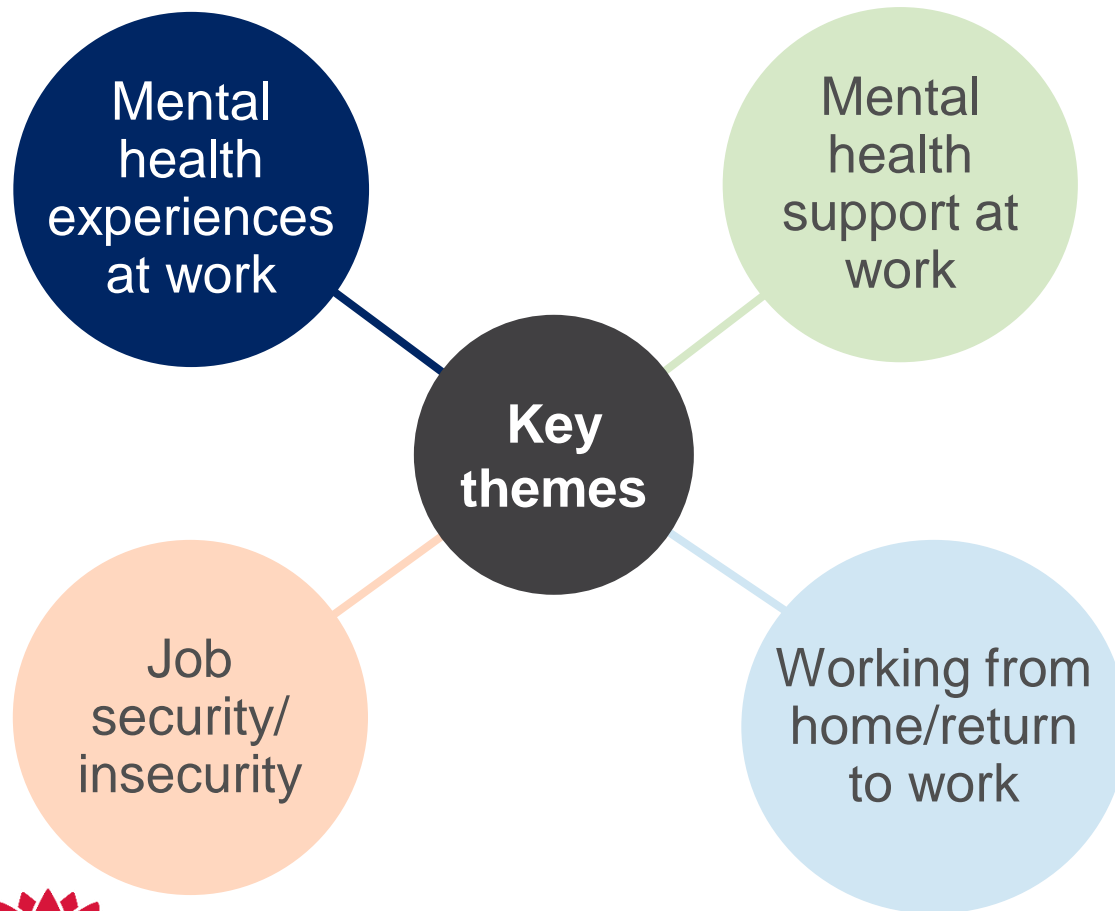 Mental
health
experiences
at work
Mental
health
support at
work
Key
themes
Job
security/
insecurity
Working from
home/return
to work